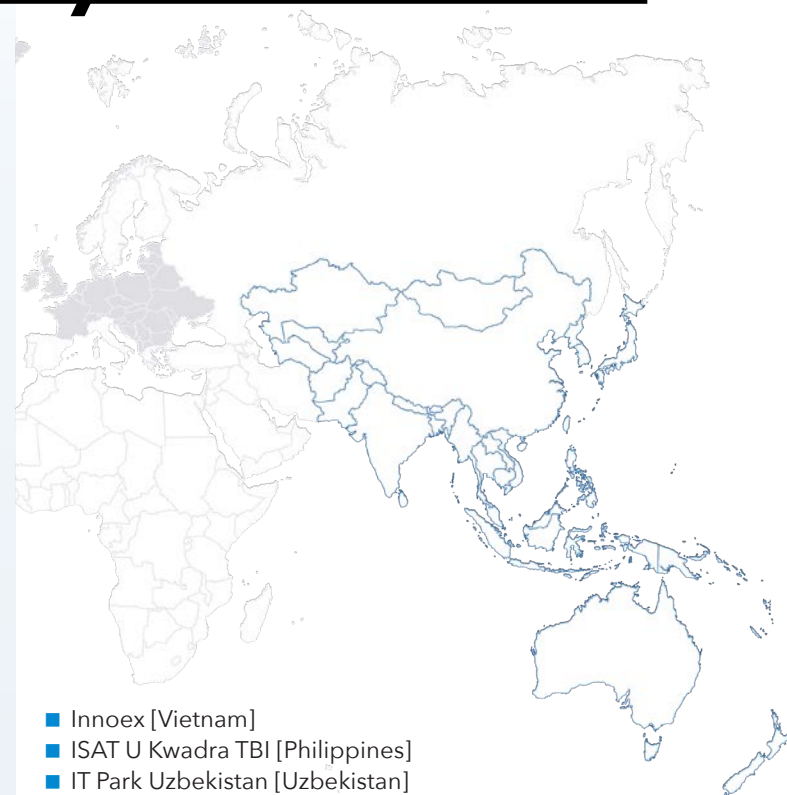 Innoex [Vietnam]
ISAT U Kwadra TBI [Philippines]
IT Park Uzbekistan [Uzbekistan]